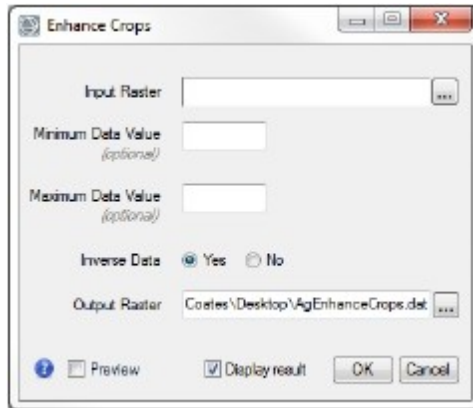 Enhance Crops
Input Raster
...
Minimum Data Value
(optional)
Maximum Data Value
(optional)
Inverse Data Yes No
Output Raster Coates\Desktop\AgEnhanceCrops.dat ...
Preview Display result OK Cancel